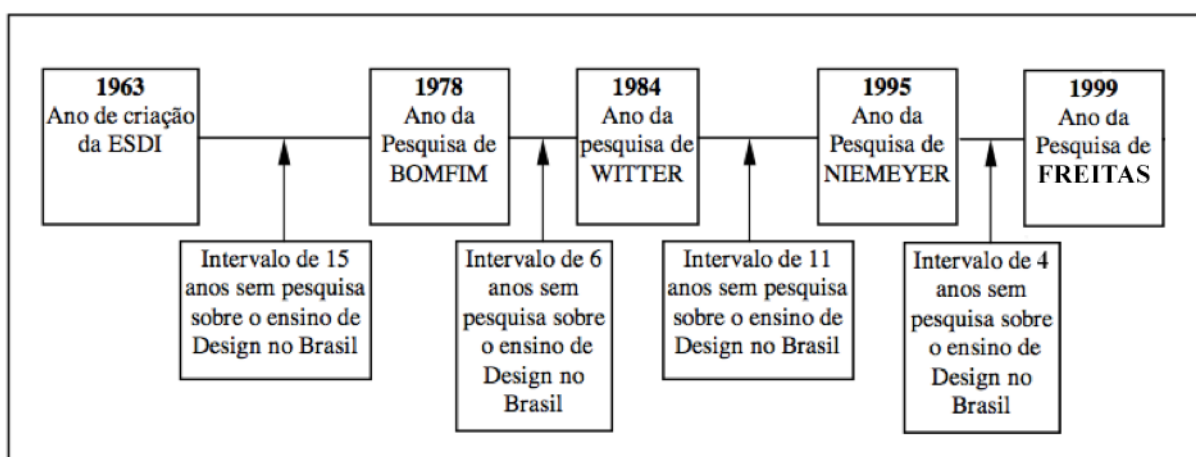 1963
Ano de criação
da ESDI
1978
Ano da
Pesquisa de
BOMFIM
1984
Ano da
pesquisa de
WITTER
1995
Ano da
Pesquisa de
NIEMEYER
1999
Ano da
Pesquisa de
FREITAS
Intervalo de 15
anos sem pesquisa
sobre o ensino de
Design no Brasil
Intervalo de 6
anos sem
pesquisa sobre
o ensino de
Design no
Brasil
Intervalo de 11
anos sem pesquisa
sobre o ensino de
Design no Brasil
Intervalo de 4
anos sem
pesquisa sobre
o ensino de
Design no
Brasil